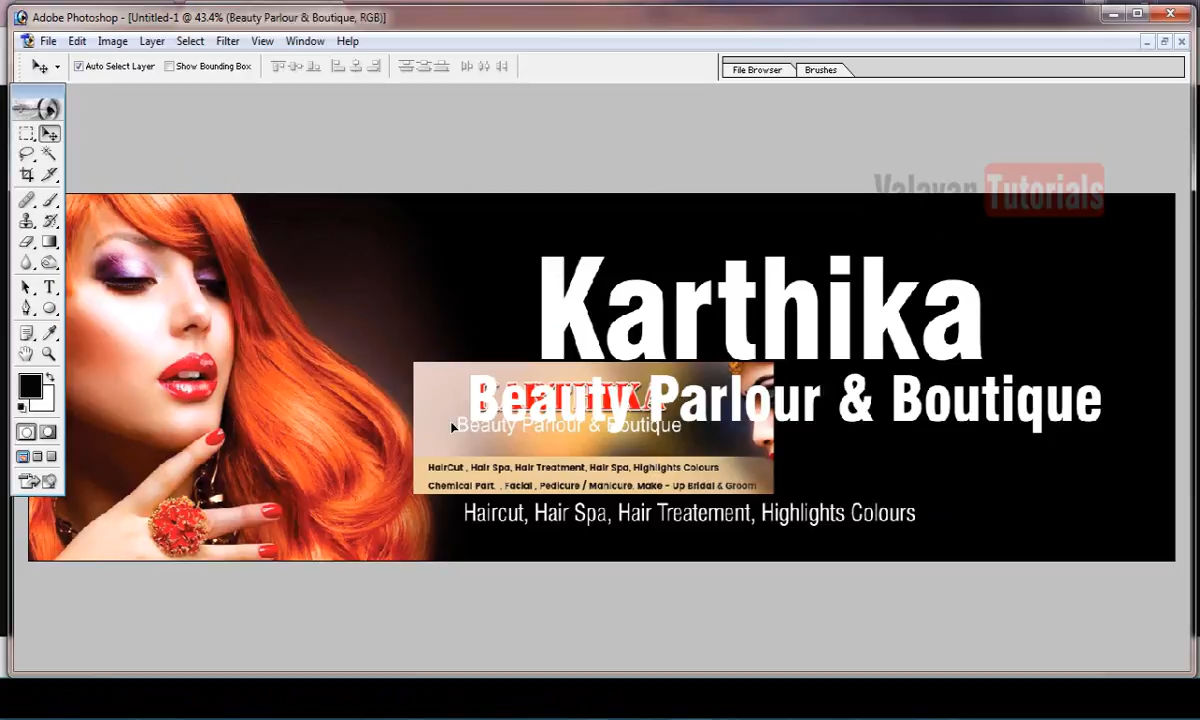 Adobe Photoshop - [Untitled-1 @ 43.4% (Beauty Parlour & Boutique, RGB)]
File Edit Image Layer Select Filter View Window Help
Auto Select Layer Show Bounding Box File Browser Brushes
Valavan Tutorials
Karthika
Beauty Parlour & Boutique
KARTHIKA
Beauty Parlour & Boutique
HairCut , Hair Spa, Hair Treatment, Hair Spa, Highlights Colours
Chemical Part. , Facial , Pedicure / Manicure, Make - Up Bridal & Groom
Haircut, Hair Spa, Hair Treatement, Highlights Colours